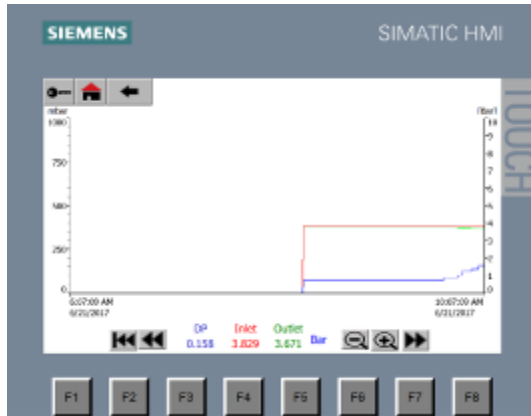 SIEMENS
SIMATIC HMI
TOUCH
mbar
[bar]
1000
10
9
750
7
6
500
5
4
3
250
2
1
0
0
6:07:09 AM
6/21/2017
10:07:09 AM
6/21/2017
DP Inlet Outlet
0.158 3.829 3.671 Bar
F1 F2 F3 F4 F5 F6 F7 F8